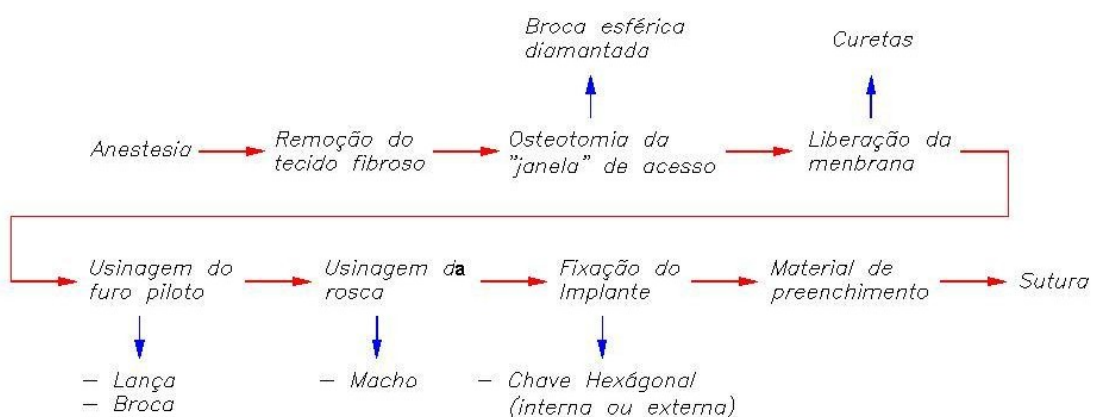 Broca esférica
diamantada
Curetas
Anestesia
Remoção do
tecido fibroso
Osteotomia da
"janela" de acesso
Liberação da
menbrana
Usinagem do
furo piloto
Usinagem da
rosca
Fixação do
Implante
Material de
preenchimento
Sutura
– Lança
– Broca
– Macho
– Chave Hexágonal
(interna ou externa)